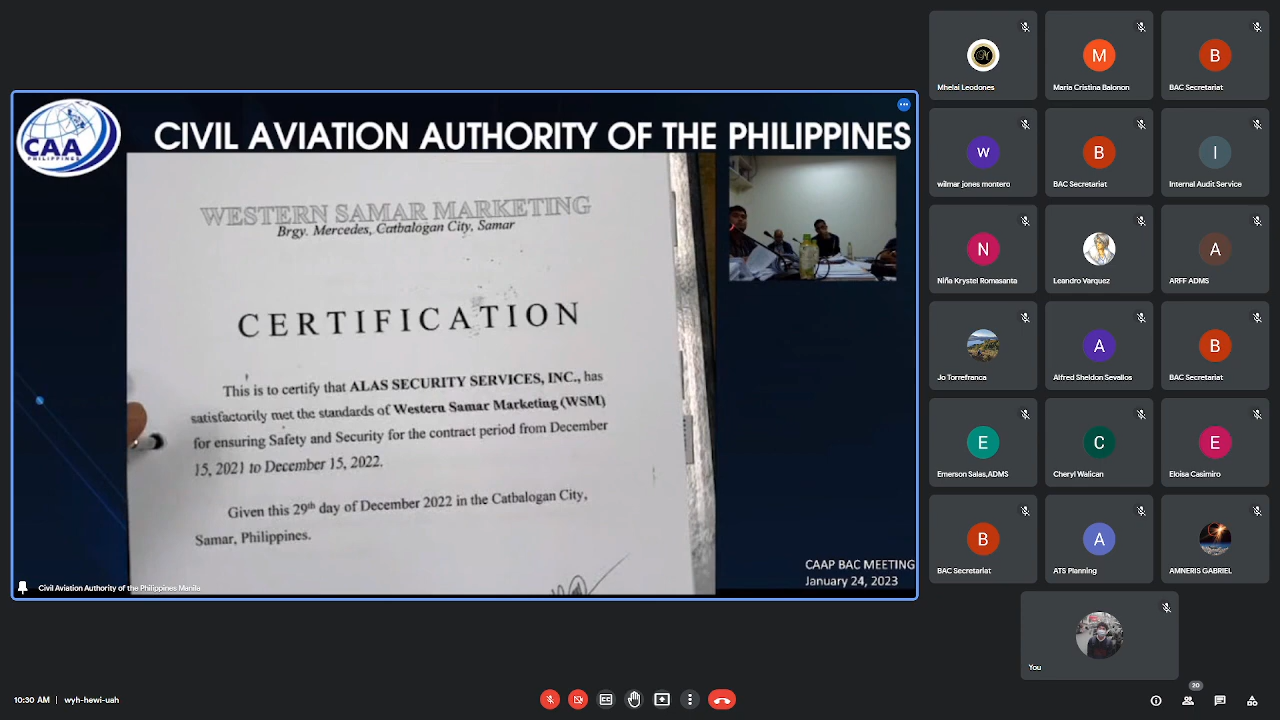 CAA
PHILIPPINES
CIVIL AVIATION AUTHORITY OF THE PHILIPPINES
WESTERN SAMAR MARKETING
Brgy. Mercedes, Catbalogan City, Samar
CERTIFICATION
This is to certify that ALAS SECURITY SERVICES, INC., has
satisfactorily met the standards of Western Samar Marketing (WSM)
for ensuring Safety and Security for the contract period from December
15, 2021 to December 15, 2022.
Given this 29th day of December 2022 in the Catbalogan City,
Samar, Philippines.
CAAP BAC MEETING
January 24, 2023
Civil Aviation Authority of the Philippines Manila
Mhelai Leodones
M
Marie Cristina Balonon
B
BAC Secretariat
w
wilmar jones montero
B
BAC Secretariat
I
Internal Audit Service
N
Niña Krystel Romasanta
Leandro Varquez
A
ARFF ADMS
Jo Torrefranca
A
Alfred Sheldon Sevallos
B
BAC Secretariat
E
Emerson Salas,ADMS
C
Cheryl Walican
E
Eloisa Casimiro
B
BAC Secretariat
A
ATS Planning
AMNERIS GABRIEL
You
10:30 AM | wyh-hewi-uah
20